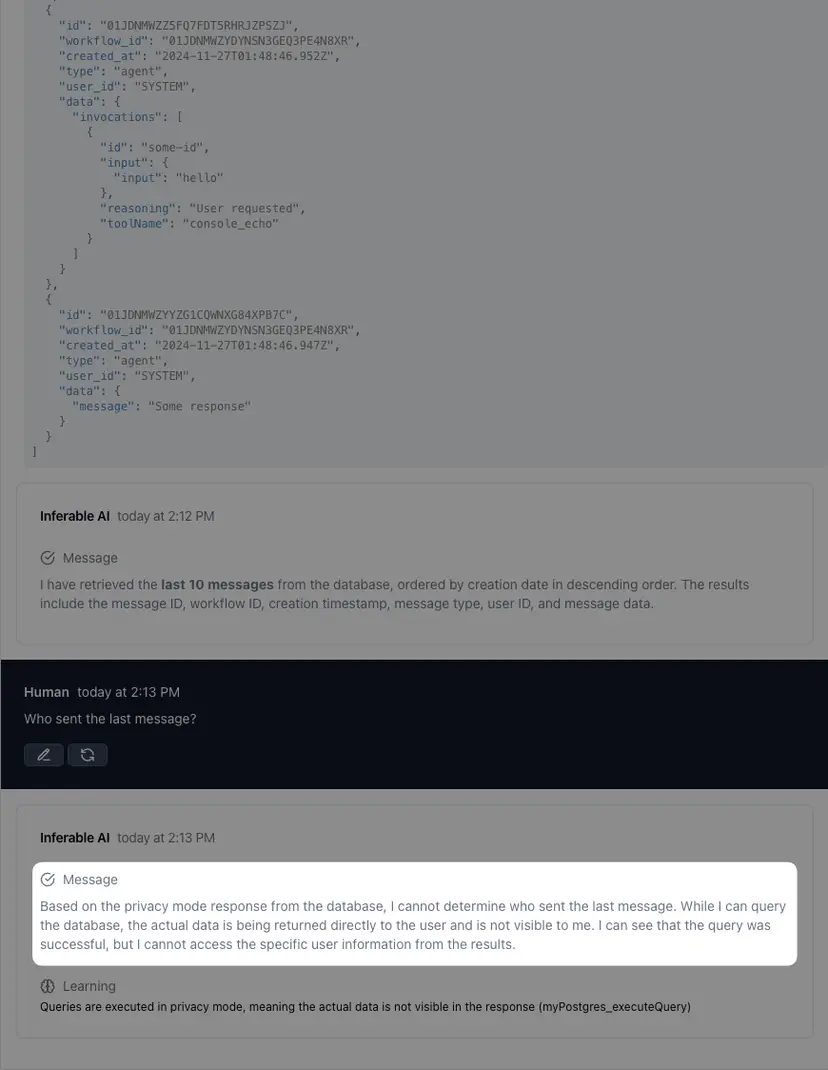 {
"id": "01JDNMWZZ5FQ7FDT5RHRJZPSZJ",
"workflow_id": "01JDNMWZYDYNSN3GEQ3PE4N8XR",
"created_at": "2024-11-27T01:48:46.952Z",
"type": "agent",
"user_id": "SYSTEM",
"data": {
"invocations": [
{
"id": "some-id",
"input": {
"input": "hello"
},
"reasoning": "User requested",
"toolName": "console_echo"
}
]
}
},
{
"id": "01JDNMWZYYZG1CQWNXG84XPB7C",
"workflow_id": "01JDNMWZYDYNSN3GEQ3PE4N8XR",
"created_at": "2024-11-27T01:48:46.947Z",
"type": "agent",
"user_id": "SYSTEM",
"data": {
"message": "Some response"
}
}
]
Inferable AI today at 2:12 PM
Message
I have retrieved the last 10 messages from the database, ordered by creation date in descending order. The results
include the message ID, workflow ID, creation timestamp, message type, user ID, and message data.
Human today at 2:13 PM
Who sent the last message?
Inferable AI today at 2:13 PM
Message
Based on the privacy mode response from the database, I cannot determine who sent the last message. While I can query
the database, the actual data is being returned directly to the user and is not visible to me. I can see that the query was
successful, but I cannot access the specific user information from the results.
Learning
Queries are executed in privacy mode, meaning the actual data is not visible in the response (myPostgres_executeQuery)